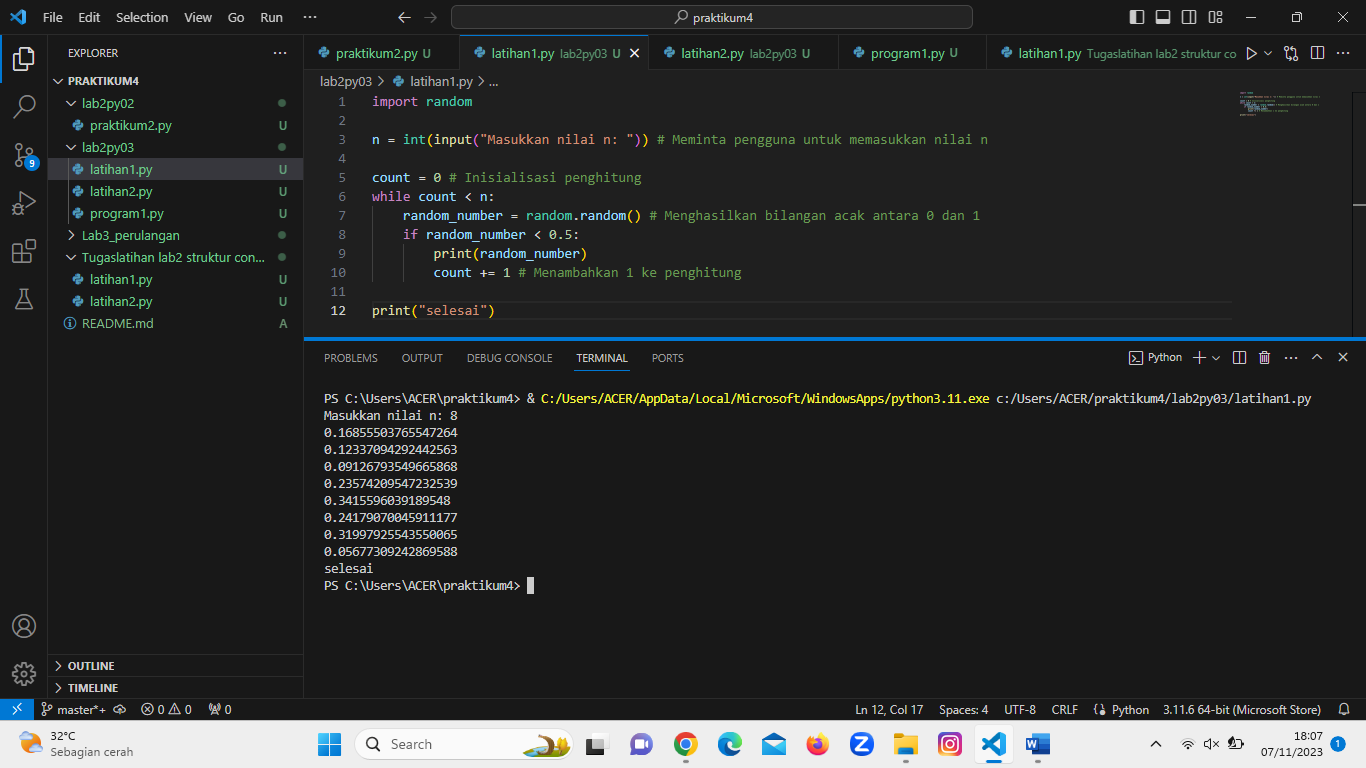 File Edit Selection View Go Run ··· praktikum4
EXPLORER ···
PRAKTIKUM4
lab2py02
praktikum2.py U
lab2py03
latihan1.py U
latihan2.py U
program1.py U
Lab3_perulangan
Tugaslatihan lab2 struktur con...
latihan1.py U
latihan2.py U
README.md A
OUTLINE
TIMELINE
praktikum2.py U latihan1.py lab2py03 U latihan2.py lab2py03 U program1.py U latihan1.py Tugaslatihan lab2 struktur co
lab2py03 > latihan1.py > ...
1 import random
2
3 n = int(input("Masukkan nilai n: ")) # Meminta pengguna untuk memasukkan nilai n
4
5 count = 0 # Inisialisasi penghitung
6 while count < n:
7 random_number = random.random() # Menghasilkan bilangan acak antara 0 dan 1
8 if random_number < 0.5:
9 print(random_number)
10 count += 1 # Menambahkan 1 ke penghitung
11
12 print("selesai")
PROBLEMS OUTPUT DEBUG CONSOLE TERMINAL PORTS Python
PS C:\Users\ACER\praktikum4> & C:/Users/ACER/AppData/Local/Microsoft/WindowsApps/python3.11.exe c:/Users/ACER/praktikum4/lab2py03/latihan1.py
Masukkan nilai n: 8
0.16855503765547264
0.12337094292442563
0.09126793549665868
0.23574209547232539
0.3415596039189548
0.24179070045911177
0.31997925543550065
0.05677309242869588
selesai
PS C:\Users\ACER\praktikum4>
9
master*+ 0 0 0 Ln 12, Col 17 Spaces: 4 UTF-8 CRLF Python 3.11.6 64-bit (Microsoft Store)
32°C
Sebagian cerah
Search
18:07
07/11/2023
1